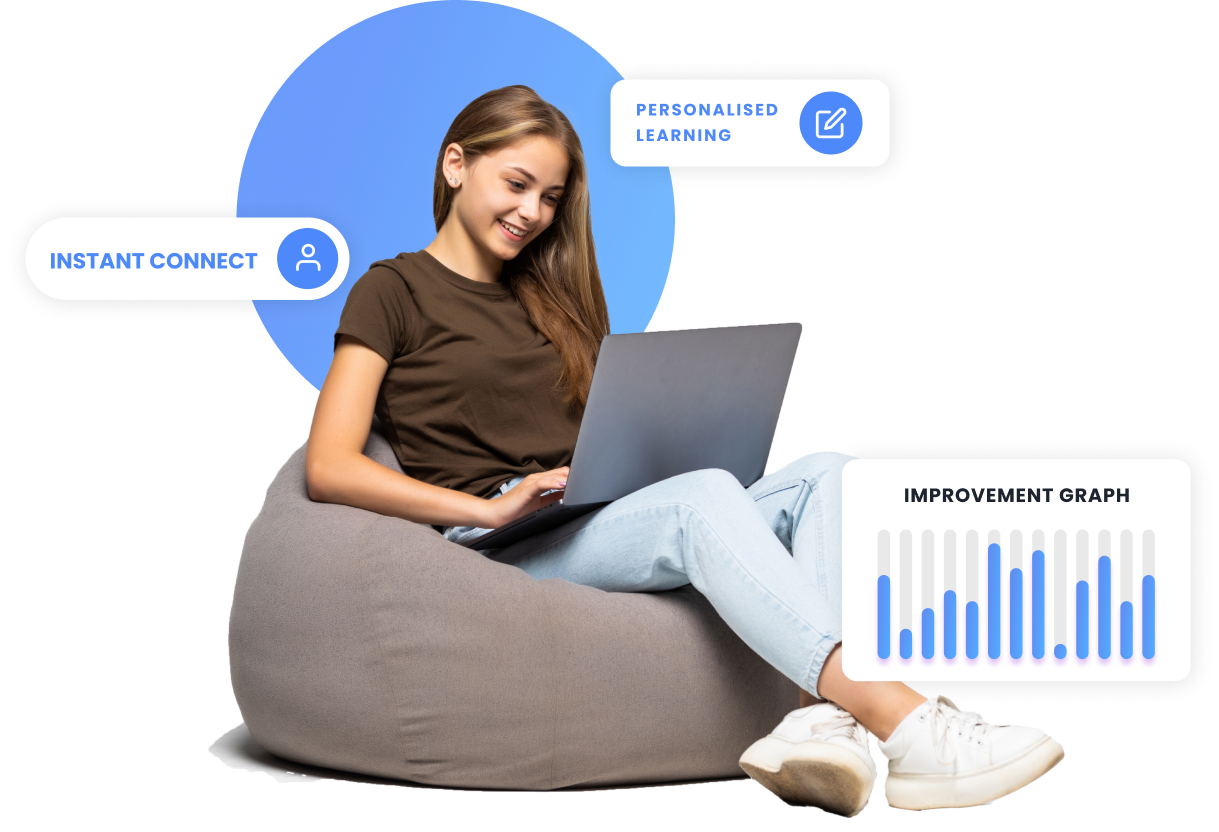 PERSONALISED
LEARNING
INSTANT CONNECT
IMPROVEMENT GRAPH